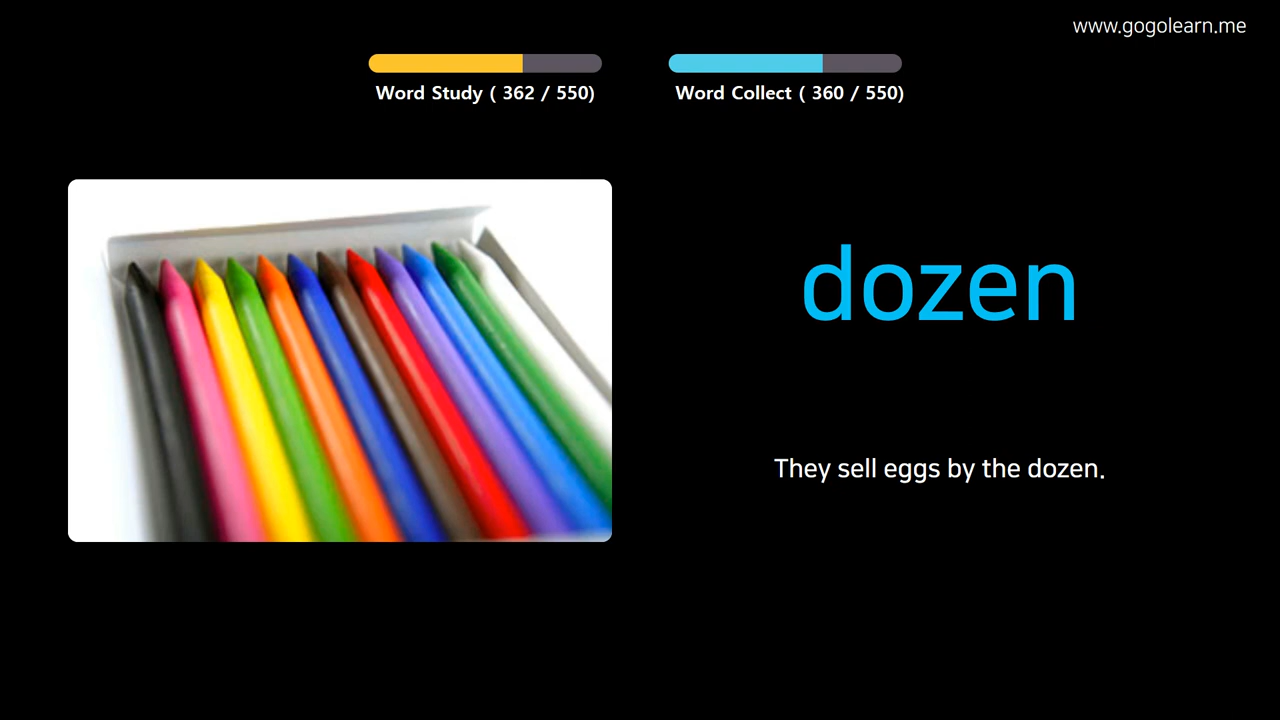 www.gogolearn.me
Word Study ( 362 / 550)
Word Collect ( 360 / 550)
dozen
They sell eggs by the dozen.